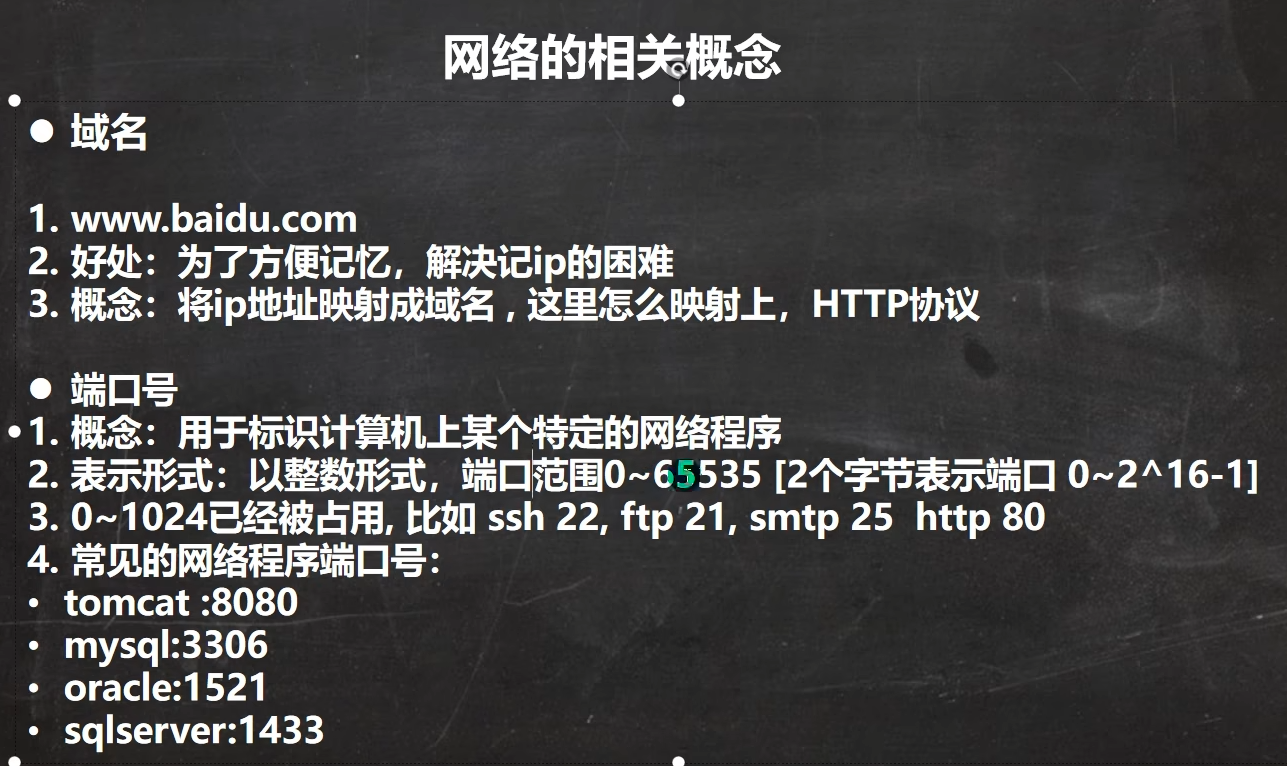 网络的相关概念
● 域名
1. www.baidu.com
2. 好处：为了方便记忆，解决记ip的困难
3. 概念：将ip地址映射成域名 , 这里怎么映射上，HTTP协议
● 端口号
1. 概念：用于标识计算机上某个特定的网络程序
2. 表示形式：以整数形式，端口范围0~65535 [2个字节表示端口 0~2^16-1]
3. 0~1024已经被占用, 比如 ssh 22, ftp 21, smtp 25  http 80
4. 常见的网络程序端口号：
• tomcat :8080
• mysql:3306
• oracle:1521
• sqlserver:1433